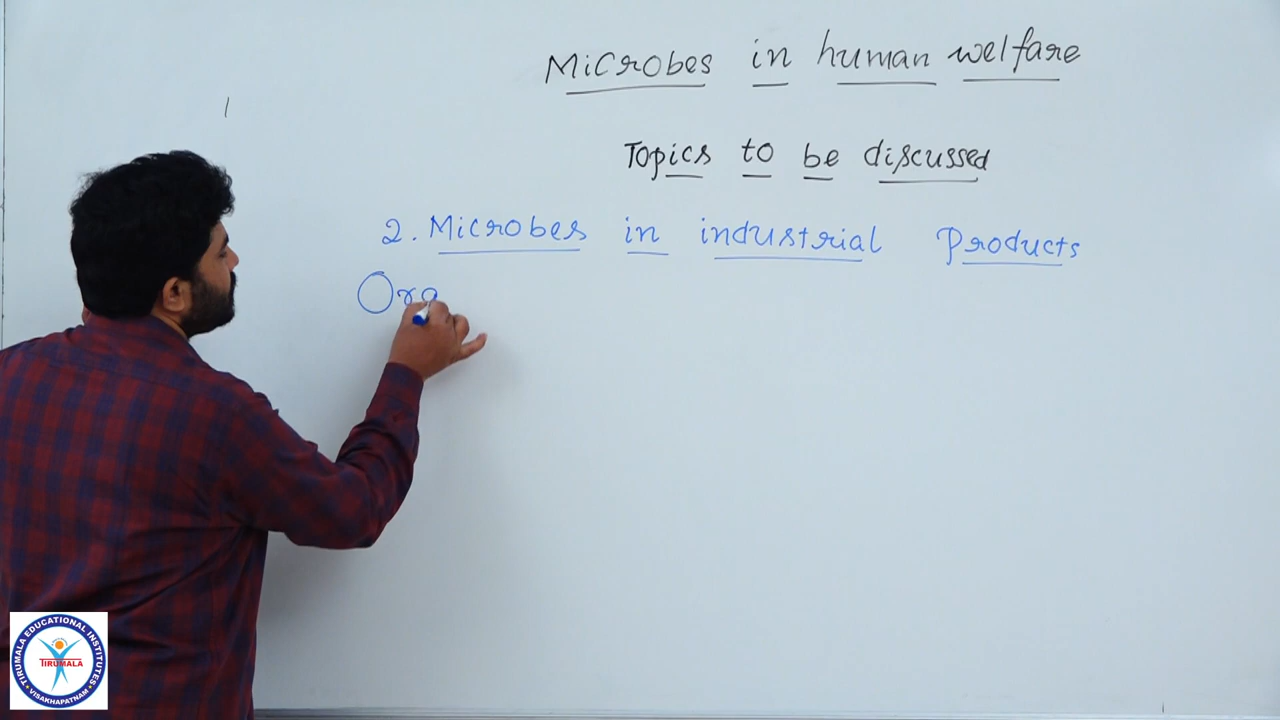 Microbes in human welfare
Topics to be discussed
2. Microbes in industrial Products
Org
TIRUMALA EDUCATIONAL INSTITUTES
TIRUMALA
VISAKHAPATNAM